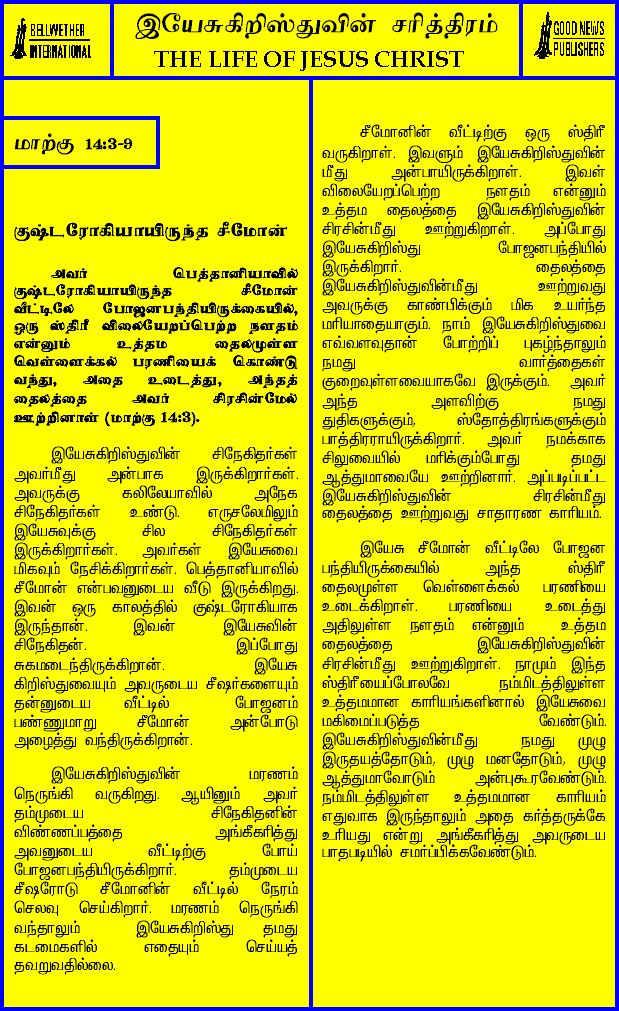 BELLWETHER
INTERNATIONAL
இயேசுகிறிஸ்துவின் சரித்திரம்
THE LIFE OF JESUS CHRIST
GOOD NEWS
PUBLISHERS
மாற்கு 14:3-9
குஷ்டரோகியாயிருந்த சீமோன்
அவர் பெத்தானியாவில்
குஷ்டரோகியாயிருந்த சீமோன்
வீட்டிலே போஜனபந்தியிருக்கையில்,
ஒரு ஸ்திரீ விலையேறப்பெற்ற நளதம்
என்னும் உத்தம தைலமுள்ள
வெள்ளைக்கல் பரணியைக் கொண்டு
வந்து, அதை உடைத்து, அந்தத்
தைலத்தை அவர் சிரசின்மேல்
ஊற்றினாள் (மாற்கு 14:3).
இயேசுகிறிஸ்துவின் சிநேகிதர்கள்
அவர்மீது அன்பாக இருக்கிறார்கள்.
அவருக்கு கலிலேயாவில் அநேக
சிநேகிதர்கள் உண்டு. எருசலேமிலும்
இயேசுவுக்கு சில சிநேகிதர்கள்
இருக்கிறார்கள். அவர்கள் இயேசுவை
மிகவும் நேசிக்கிறார்கள். பெத்தானியாவில்
சீமோன் என்பவனுடைய வீடு இருக்கிறது.
இவன் ஒரு காலத்தில் குஷ்டரோகியாக
இருந்தான். இவன் இயேசுவின்
சிநேகிதன். இப்போது
சுகமடைந்திருக்கிறான். இயேசு
கிறிஸ்துவையும் அவருடைய சீஷர்களையும்
தன்னுடைய வீட்டில் போஜனம்
பண்ணுமாறு சீமோன் அன்போடு
அழைத்து வந்திருக்கிறான்.
இயேசுகிறிஸ்துவின் மரணம்
நெருங்கி வருகிறது. ஆயினும் அவர்
தம்முடைய சிநேகிதனின்
விண்ணப்பத்தை அங்கீகரித்து
அவனுடைய வீட்டிற்கு போய்
போஜனபந்தியிருக்கிறார். தம்முடைய
சீஷரோடு சீமோனின் வீட்டில் நேரம்
செலவு செய்கிறார். மரணம் நெருங்கி
வந்தாலும் இயேசுகிறிஸ்து தமது
கடமைகளில் எதையும் செய்யத்
தவறுவதில்லை.
சீமோனின் வீட்டிற்கு ஒரு ஸ்திரீ
வருகிறாள். இவளும் இயேசுகிறிஸ்துவின்
மீது அன்பாயிருக்கிறாள். இவள்
விலையேறப்பெற்ற நளதம் என்னும்
உத்தம தைலத்தை இயேசுகிறிஸ்துவின்
சிரசின்மீது ஊற்றுகிறாள். அப்போது
இயேசுகிறிஸ்து போஜனபந்தியில்
இருக்கிறார். தைலத்தை
இயேசுகிறிஸ்துவின்மீது ஊற்றுவது
அவருக்கு காண்பிக்கும் மிக உயர்ந்த
மரியாதையாகும். நாம் இயேசுகிறிஸ்துவை
எவ்வளவுதான் போற்றிப் புகழ்ந்தாலும்
நமது வார்த்தைகள்
குறைவுள்ளவையாகவே இருக்கும். அவர்
அந்த அளவிற்கு நமது
துதிகளுக்கும், ஸ்தோத்திரங்களுக்கும்
பாத்திரராயிருக்கிறார். அவர் நமக்காக
சிலுவையில் மரிக்கும்போது தமது
ஆத்துமாவையே ஊற்றினார். அப்படிப்பட்ட
இயேசுகிறிஸ்துவின் சிரசின்மீது
தைலத்தை ஊற்றுவது சாதாரண காரியம்.
இயேசு சீமோன் வீட்டிலே போஜன
பந்தியிருக்கையில் அந்த ஸ்திரீ
தைலமுள்ள வெள்ளைக்கல் பரணியை
உடைக்கிறாள். பரணியை உடைத்து
அதிலுள்ள நளதம் என்னும் உத்தம
தைலத்தை இயேசுகிறிஸ்துவின்
சிரசின்மீது ஊற்றுகிறாள். நாமும் இந்த
ஸ்திரீயைப்போலவே நம்மிடத்திலுள்ள
உத்தமமான காரியங்களினால் இயேசுவை
மகிமைப்படுத்த வேண்டும்.
இயேசுகிறிஸ்துவின்மீது நமது முழு
இருதயத்தோடும், முழு மனதோடும், முழு
ஆத்துமாவோடும் அன்புகூரவேண்டும்.
நம்மிடத்திலுள்ள உத்தமமான காரியம்
எதுவாக இருந்தாலும் அதை கர்த்தருக்கே
உரியது என்று அங்கீகரித்து அவருடைய
பாதபடியில் சமர்ப்பிக்கவேண்டும்.